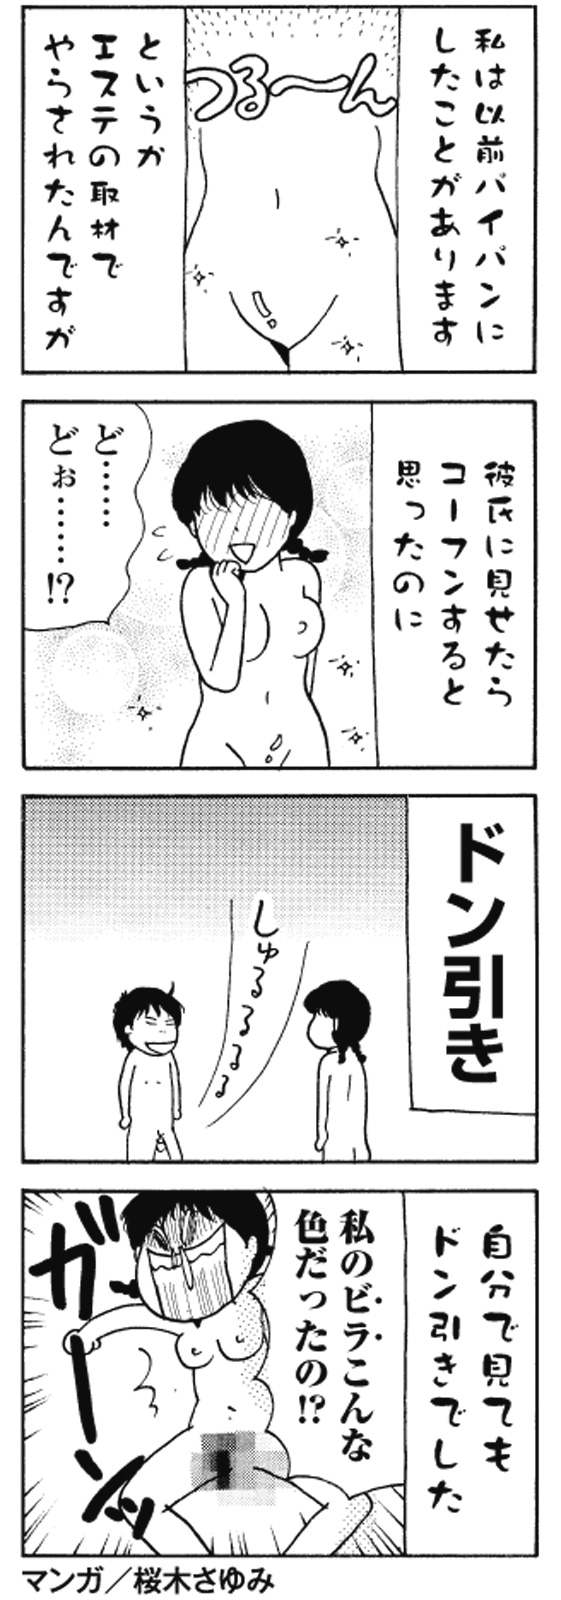 私は以前パイパンに
したことがあります
つる～～ん
というか
エステの取材で
やらされたんですが
彼氏に見せたら
コーフンすると
思ったのに
ど………
どぉ………!?
ドン引き
しゅるるるる
自分で見ても
ドン引きでした
私のビラこんな
色だったの!?
ガーンッ
マンガ／桜木さゆみ